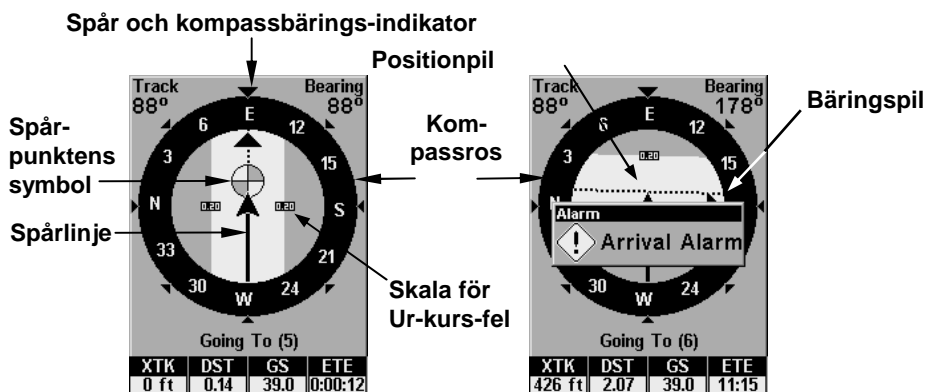 Spår och kompassbärings-indikator
Positionpil
Bäringspil
Spår-
punktens
symbol
Kom-
passros
Spårlinje
Skala för
Ur-kurs-fel
Track
88º
Bearing
88º
E
6
12
3
15
N
S
0.20
0.20
33
21
30
24
W
Going To (5)
XTK DST GS ETE
0 ft 0.14 39.0 0:00:12
Track
88º
Bearing
178º
E
6
12
3
15
0.20
N
S
Alarm
Arrival Alarm
33
21
30
24
W
Going To (6)
XTK DST GS ETE
426 ft 2.07 39.0 11:15